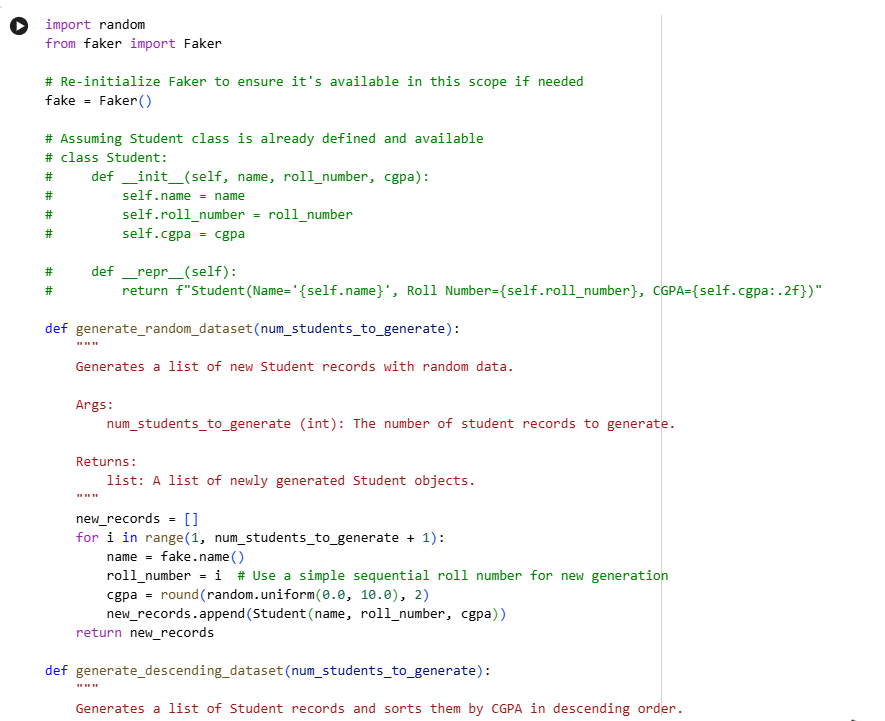 import random
from faker import Faker
# Re-initialize Faker to ensure it's available in this scope if needed
fake = Faker()
# Assuming Student class is already defined and available
# class Student:
#     def __init__(self, name, roll_number, cgpa):
#         self.name = name
#         self.roll_number = roll_number
#         self.cgpa = cgpa
#     def __repr__(self):
#         return f"Student(Name='{self.name}', Roll Number={self.roll_number}, CGPA={self.cgpa:.2f})"
def generate_random_dataset(num_students_to_generate):
    """
    Generates a list of new Student records with random data.
    Args:
        num_students_to_generate (int): The number of student records to generate.
    Returns:
        list: A list of newly generated Student objects.
    """
    new_records = []
    for i in range(1, num_students_to_generate + 1):
        name = fake.name()
        roll_number = i  # Use a simple sequential roll number for new generation
        cgpa = round(random.uniform(0.0, 10.0), 2)
        new_records.append(Student(name, roll_number, cgpa))
    return new_records
def generate_descending_dataset(num_students_to_generate):
    """
    Generates a list of Student records and sorts them by CGPA in descending order.